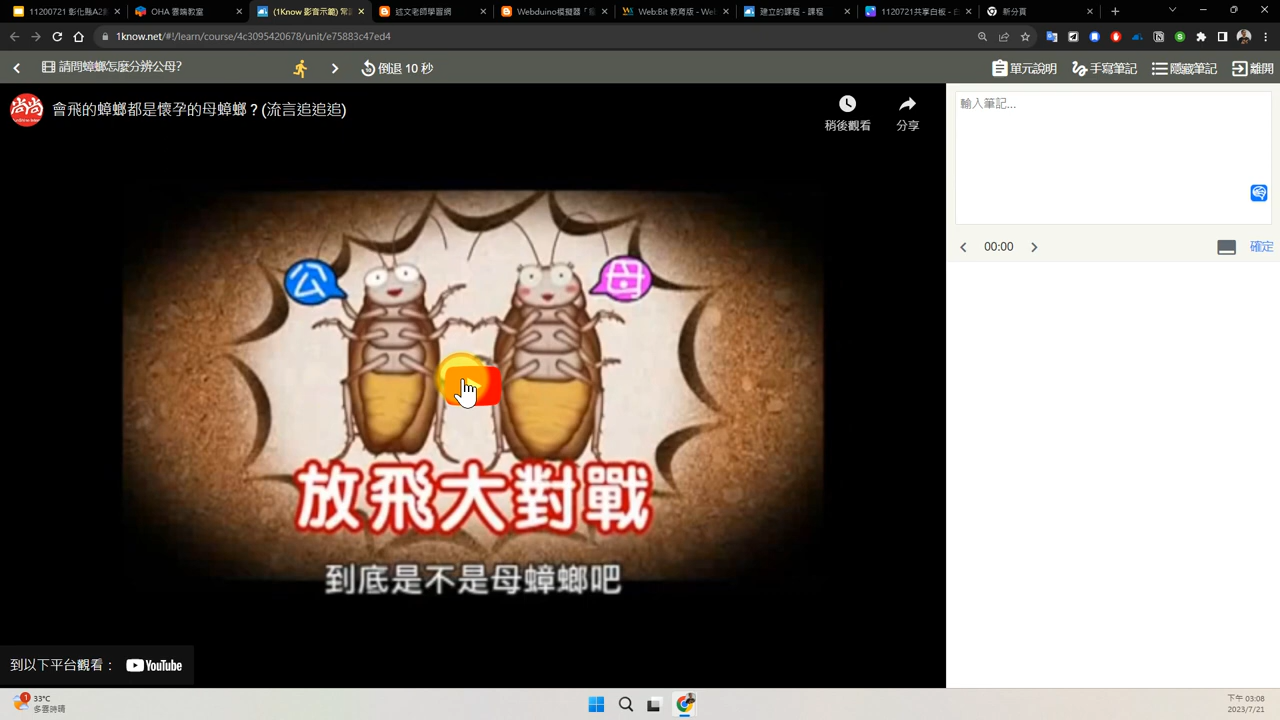 11200721 彰化縣A2
OHA 雲端教室
(1Know 影音示範)
述文老師學習網
Webduino模擬器
Web:Bit 教育版 - We
建立的課程 - 課程
11200721共享白板
新分頁
1know.net/#!/learn/course/4c3095420678/unit/e75883c47ed4
請問蟑螂怎麼分辨公母?
倒退 10 秒
單元說明
手寫筆記
隱藏筆記
離開
尚尚
會飛的蟑螂都是懷孕的母蟑螂？(流言追追追)
稍後觀看
分享
輸入筆記...
公
母
00:00
確定
放飛大對戰
到底是不是母蟑螂吧
到以下平台觀看：
YouTube
1
33°C
多雲時晴
下午 03:08
2023/7/21